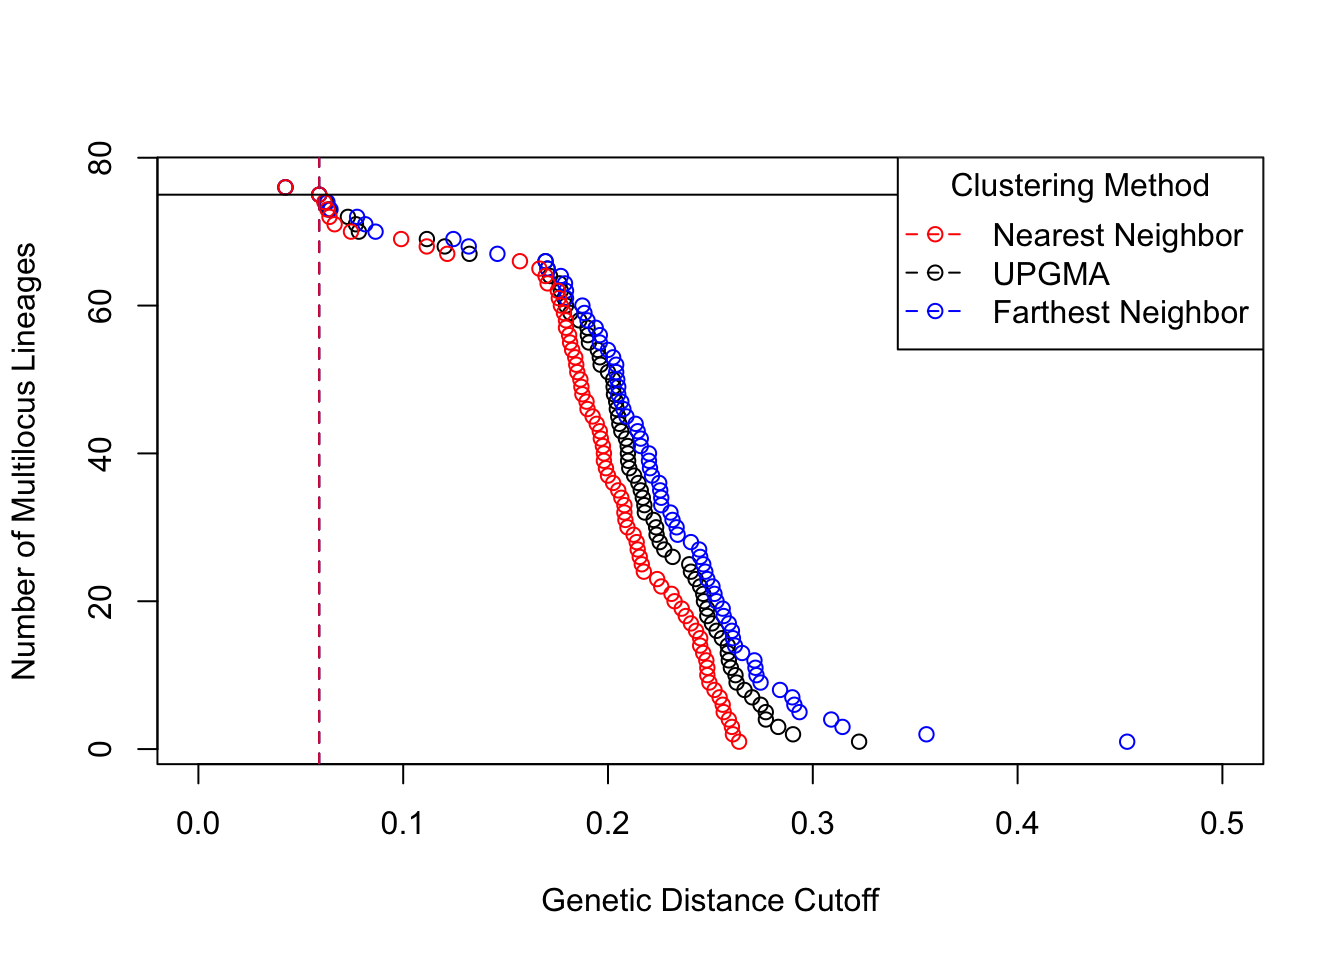 Number of Multilocus Lineages
80
60
40
20
0
Clustering Method
Nearest Neighbor
UPGMA
Farthest Neighbor
0.0 0.1 0.2 0.3 0.4 0.5
Genetic Distance Cutoff